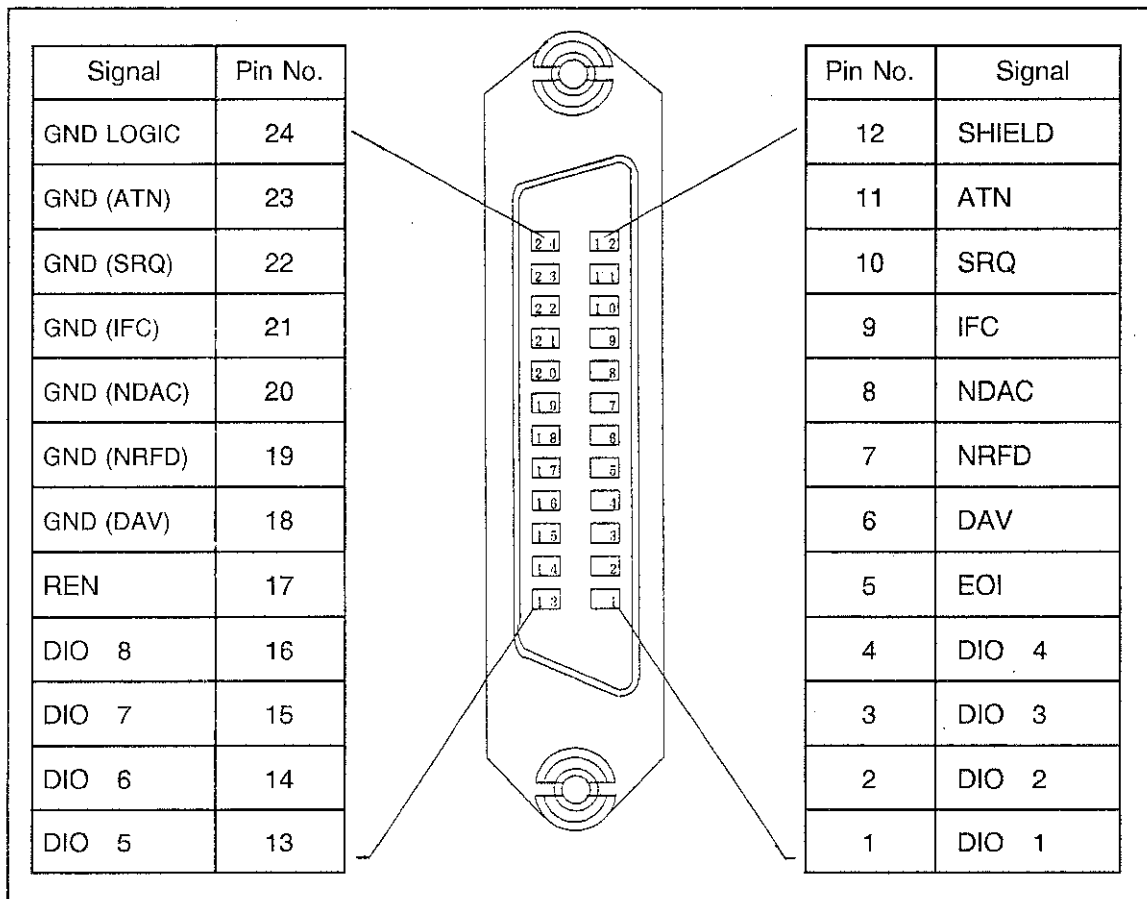 Signal Pin No.
GND LOGIC 24
GND (ATN) 23
GND (SRQ) 22
GND (IFC) 21
GND (NDAC) 20
GND (NRFD) 19
GND (DAV) 18
REN 17
DIO 8 16
DIO 7 15
DIO 6 14
DIO 5 13
24 12
23 11
22 10
21 9
20 8
19 7
18 6
17 5
16 4
15 3
14 2
13 1
Pin No. Signal
12 SHIELD
11 ATN
10 SRQ
9 IFC
8 NDAC
7 NRFD
6 DAV
5 EOI
4 DIO 4
3 DIO 3
2 DIO 2
1 DIO 1